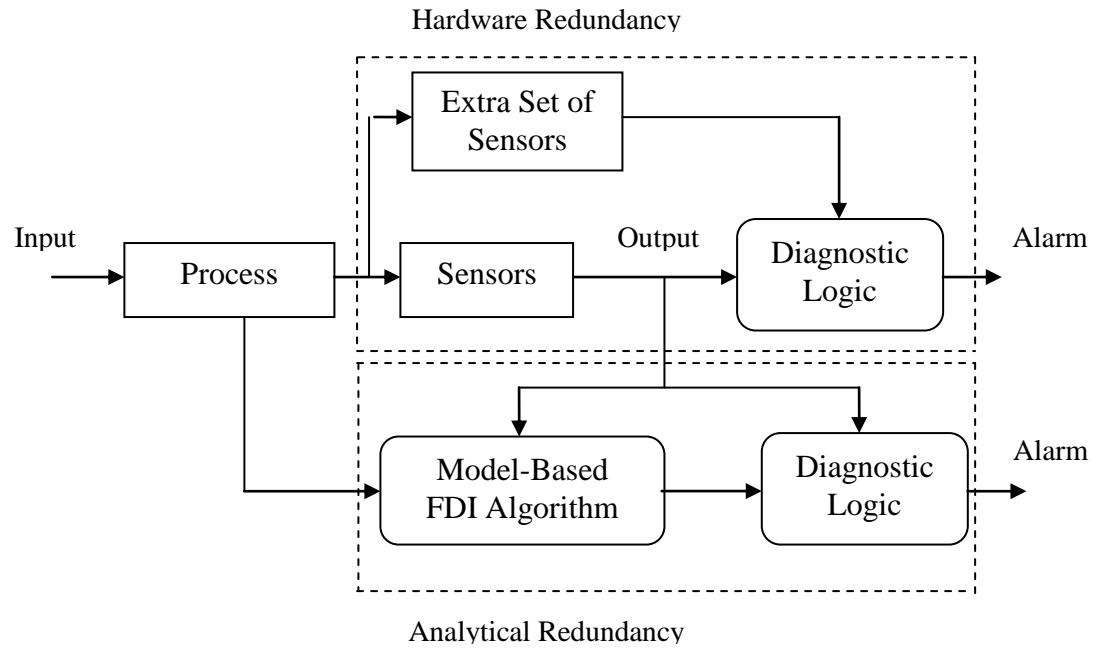 Hardware Redundancy
Extra Set of
Sensors
Input
Process
Sensors
Output
Diagnostic
Logic
Alarm
Model-Based
FDI Algorithm
Diagnostic
Logic
Alarm
Analytical Redundancy